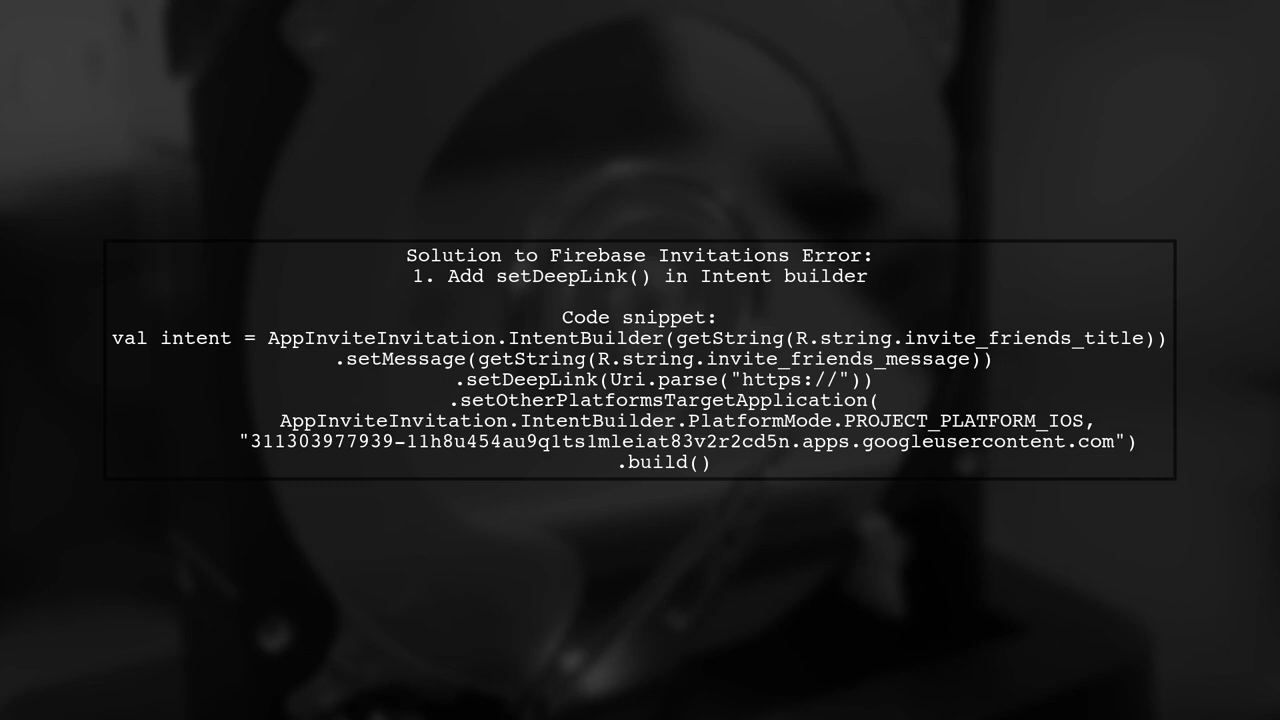 Solution to Firebase Invitations Error:
1. Add setDeepLink() in Intent builder
Code snippet:
val intent = AppInviteInvitation.IntentBuilder(getString(R.string.invite_friends_title))
.setMessage(getString(R.string.invite_friends_message))
.setDeepLink(Uri.parse("https://"))
.setOtherPlatformsTargetApplication(
AppInviteInvitation.IntentBuilder.PlatformMode.PROJECT_PLATFORM_IOS,
"311303977939-11h8u454au9q1ts1mleiat83v2r2cd5n.apps.googleusercontent.com")
.build()